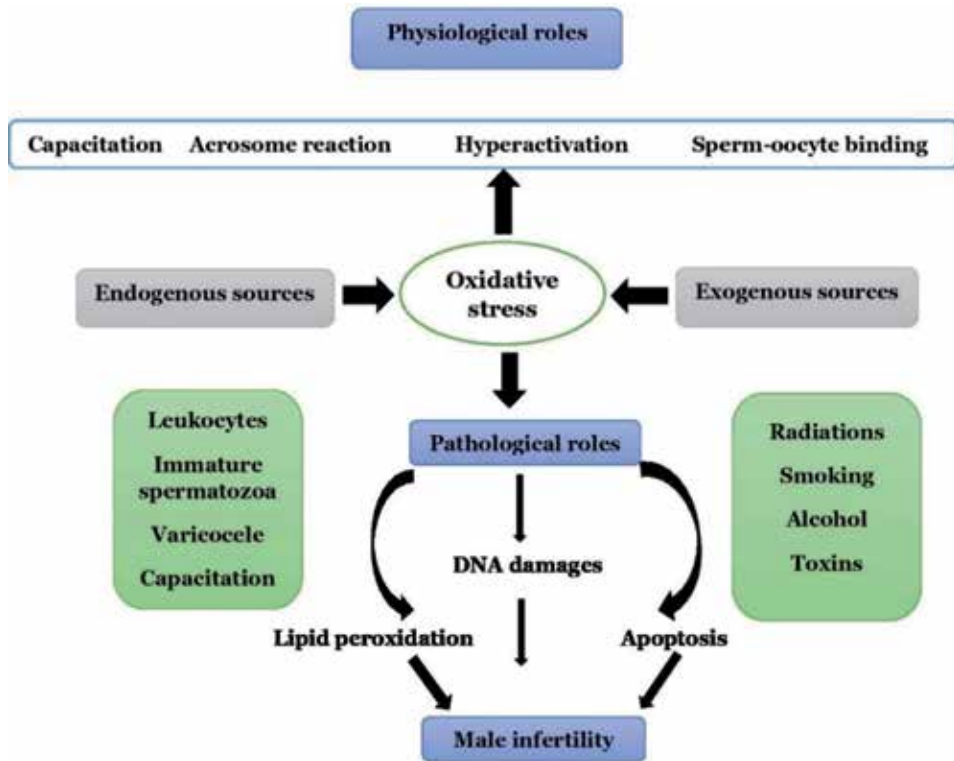 Physiological roles
Capacitation Acrosome reaction Hyperactivation Sperm-oocyte binding
Endogenous sources
Oxidative
stress
Exogenous sources
Leukocytes
Immature
spermatozoa
Varicocele
Capacitation
Pathological roles
Radiations
Smoking
Alcohol
Toxins
DNA damages
Lipid peroxidation
Apoptosis
Male infertility